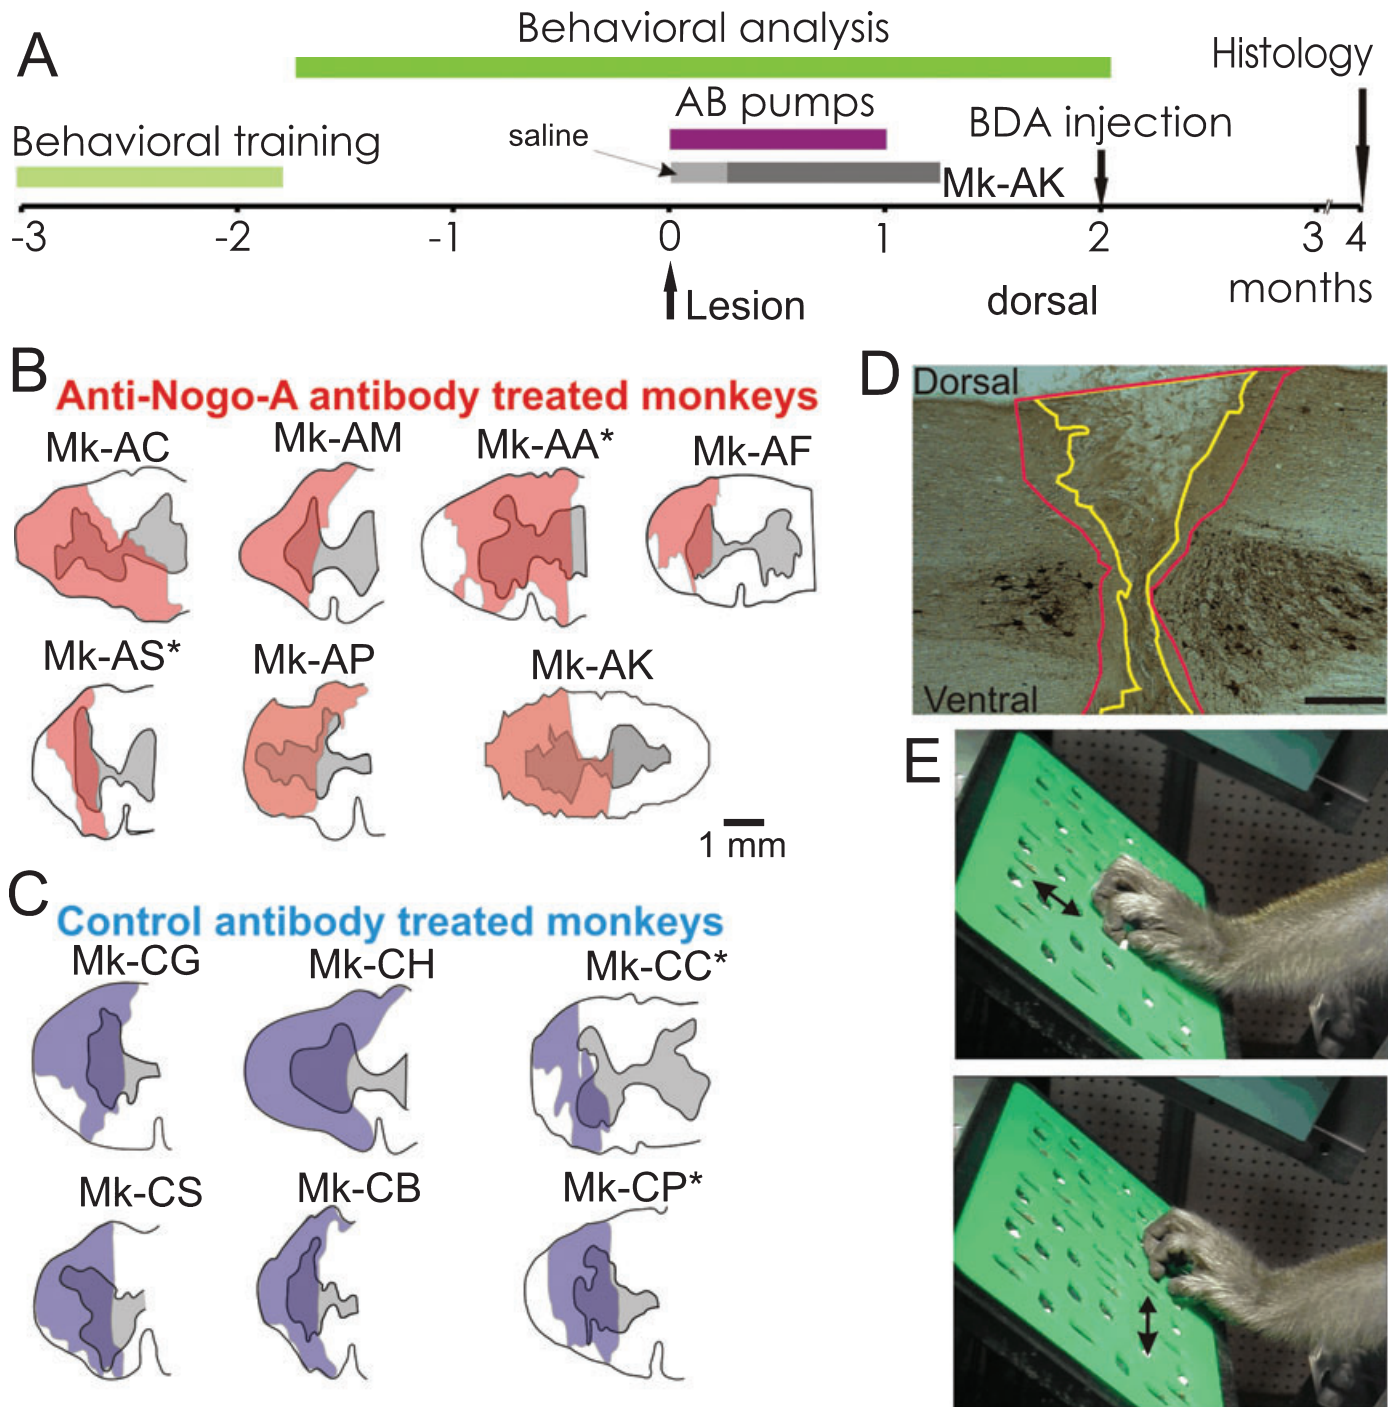 A
Behavioral analysis
Histology
AB pumps
BDA injection
saline
Behavioral training
Mk-AK
-3 -2 -1 0 1 2 3 4
months
Lesion
dorsal
B
Anti-Nogo-A antibody treated monkeys
Mk-AC Mk-AM Mk-AA* Mk-AF
Mk-AS* Mk-AP Mk-AK
1 mm
C
Control antibody treated monkeys
Mk-CG Mk-CH Mk-CC*
Mk-CS Mk-CB Mk-CP*
D
Dorsal
Ventral
E